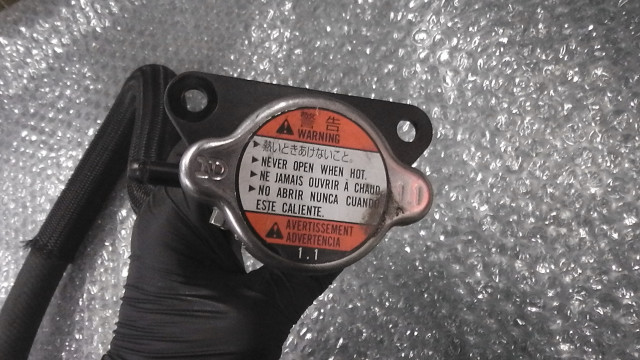 警告
WARNING
熱いときあけないこと。
NEVER OPEN WHEN HOT.
NE JAMAIS OUVRIR À CHAUD
NO ABRIR NUNCA CUANDO
ESTE CALIENTE.
AVERTISSEMENT
ADVERTENCIA
1.1